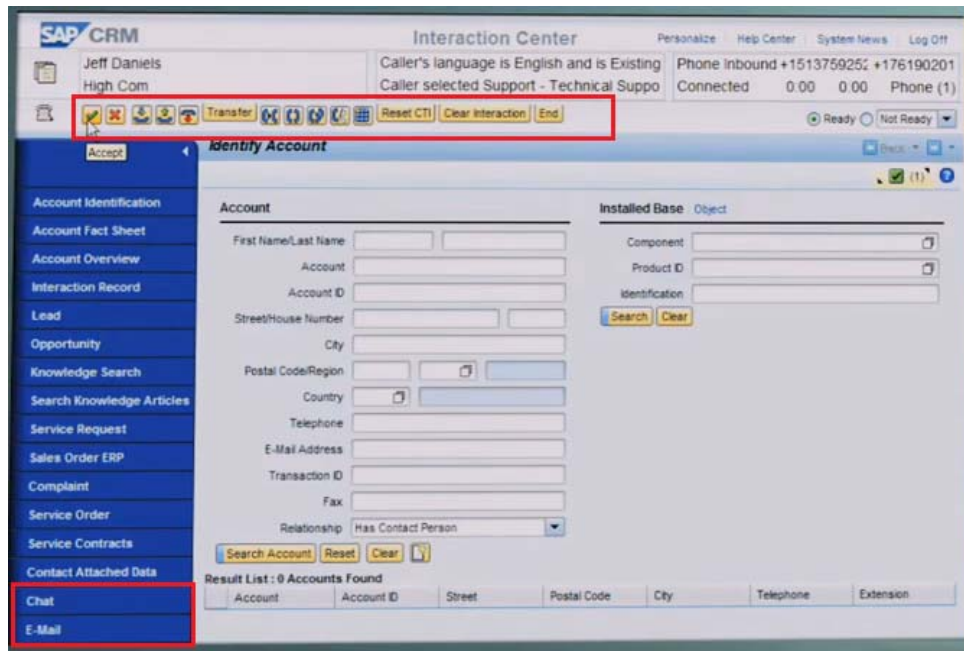 SAP CRM
Interaction Center
Personalize Help Center System News Log Off
Jeff Daniels
High Com
Caller's language is English and is Existing
Caller selected Support - Technical Suppo
Phone Inbound +1513759252 +176190201
Connected 0:00 0:00 Phone (1)
Transfer Reset CTI Clear Interaction End
Ready Not Ready
Accept
Identify Account
Back
(1)
Account Identification
Account Fact Sheet
Account Overview
Interaction Record
Lead
Opportunity
Knowledge Search
Search Knowledge Articles
Service Request
Sales Order ERP
Complaint
Service Order
Service Contracts
Contact Attached Data
Chat
E-Mail
Account
First Name/Last Name
Account
Account ID
Street/House Number
City
Postal Code/Region
Country
Telephone
E-Mail Address
Transaction ID
Fax
Relationship Has Contact Person
Search Account Reset Clear
Installed Base Object
Component
Product ID
Identification
Search Clear
Result List : 0 Accounts Found
Account Account ID Street Postal Code City Telephone Extension